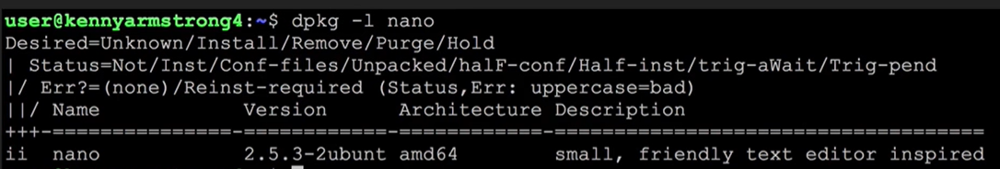 user@kennyarmstrong4:~$ dpkg -l nano
Desired=Unknown/Install/Remove/Purge/Hold
| Status=Not/Inst/Conf-files/Unpacked/halF-conf/Half-inst/trig-aWait/Trig-pend
|/ Err?=(none)/Reinst-required (Status,Err: uppercase=bad)
||/ Name           Version      Architecture Description
+++-==============-============-============-=================================
ii  nano           2.5.3-2ubunt amd64        small, friendly text editor inspired